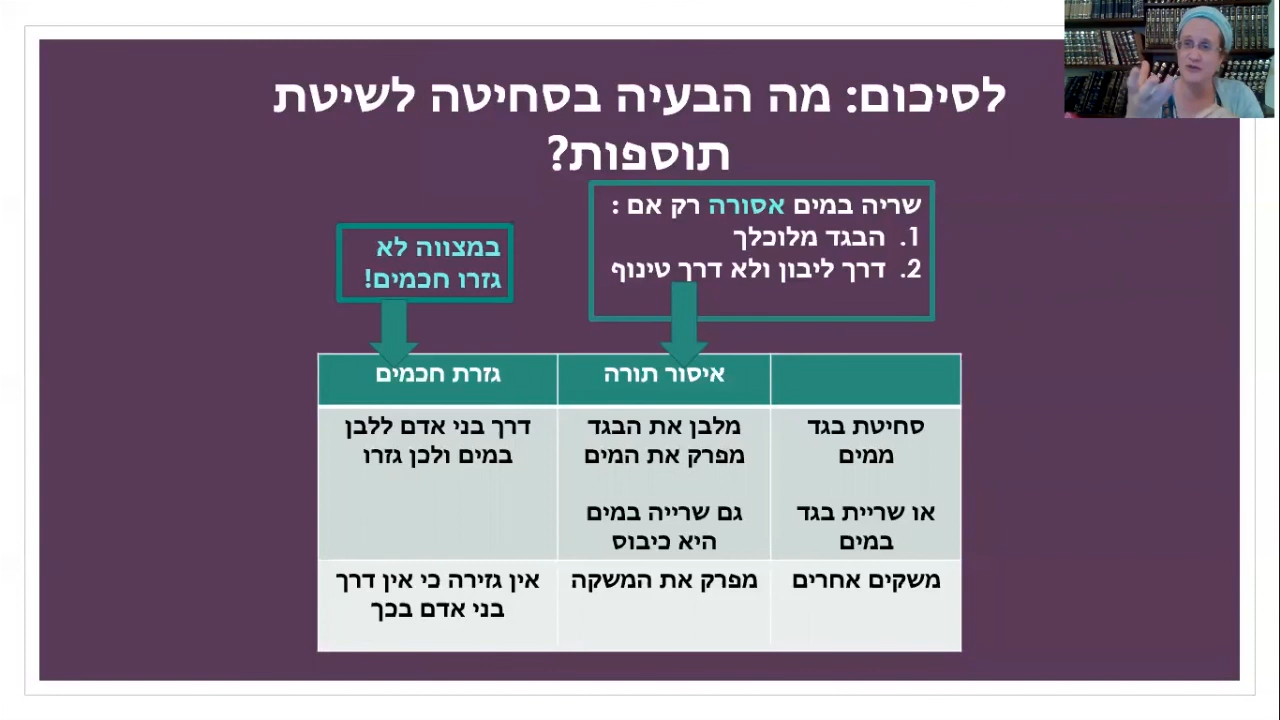 לסיכום: מה הבעיה בסחיטה לשיטת
תוספות?
שריה במים אסורה רק אם :
1. הבגד מלוכלך
2. דרך ליבון ולא דרך טינוף
במצווה לא
גזרו חכמים!
איסור תורה
גזרת חכמים
סחיטת בגד
ממים
או שריית בגד
במים
מלבן את הבגד
מפרק את המים
גם שרייה במים
היא כיבוס
דרך בני אדם ללבן
במים ולכן גזרו
משקים אחרים
מפרק את המשקה
אין גזירה כי אין דרך
בני אדם בכך